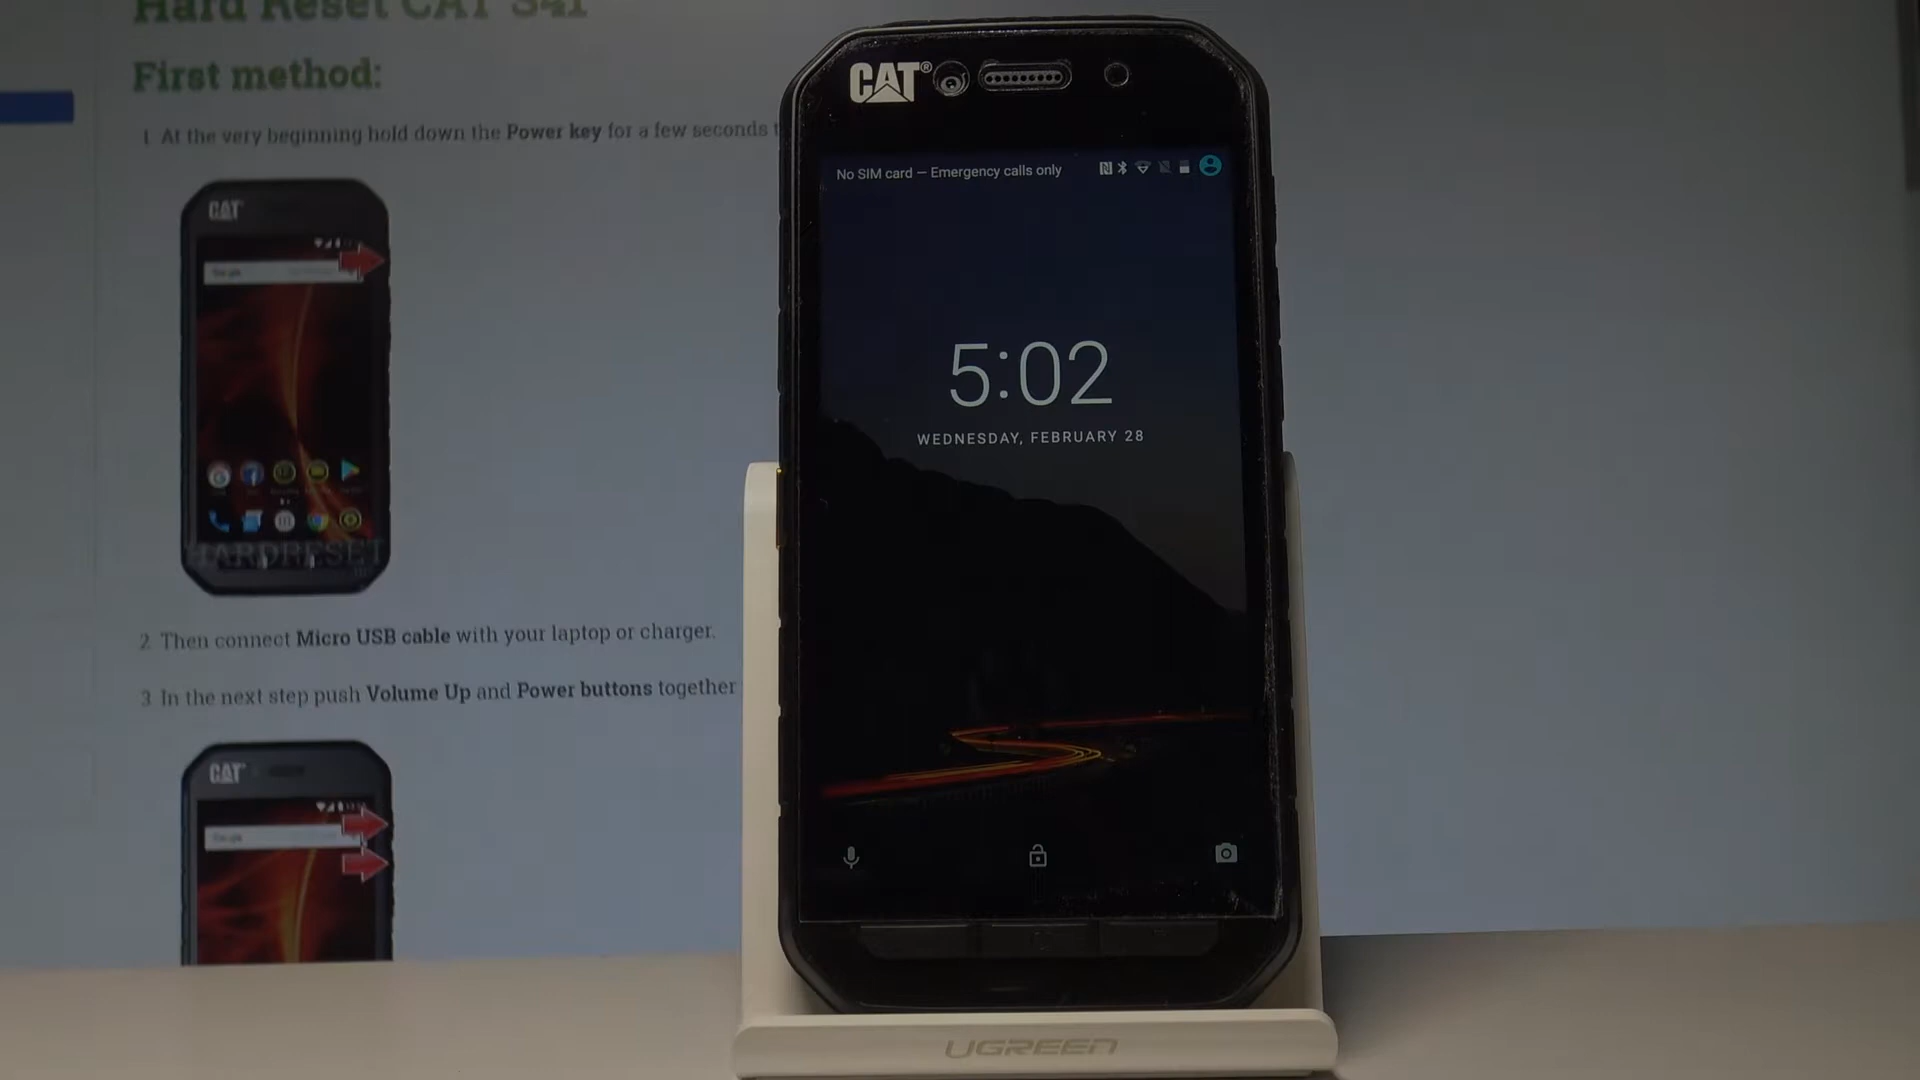 Hard Reset CAT S41
First method:
1 At the very beginning hold down the Power key for a few seconds
CAT
HARDRESET
2 Then connect Micro USB cable with your laptop or charger.
3 In the next step push Volume Up and Power buttons together
CAT
CAT®
No SIM card — Emergency calls only
5:02
WEDNESDAY, FEBRUARY 28
UGREEN